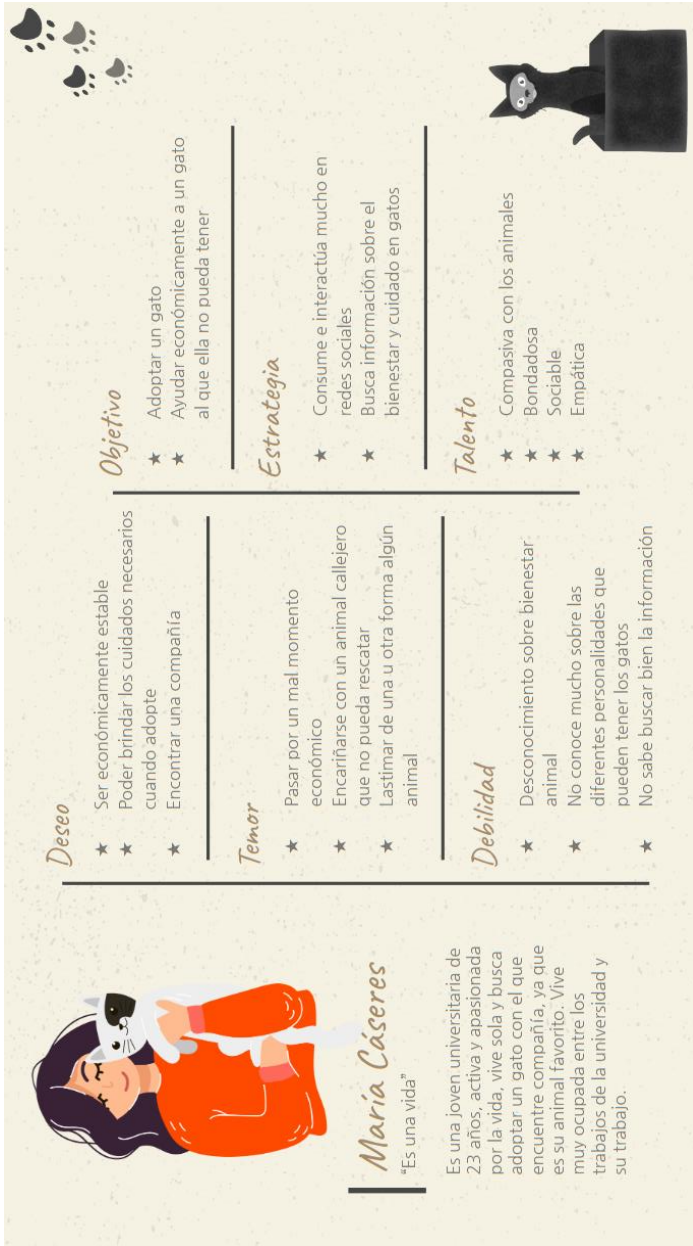 María Cáseres
"Es una vida"
Es una joven universitaria de
23 años, activa y apasionada
por la vida, vive sola y busca
adoptar un gato con el que
encuentre compañía, ya que
es su animal favorito. Vive
muy ocupada entre los
trabajos de la universidad y
su trabajo.
Deseo
★ Ser económicamente estable
★ Poder brindar los cuidados necesarios
cuando adopte
★ Encontrar una compañía
Temor
★ Pasar por un mal momento
económico
★ Encariñarse con un animal callejero
que no pueda rescatar
★ Lastimar de una u otra forma algún
animal
Debilidad
★ Desconocimiento sobre bienestar
animal
★ No conoce mucho sobre las
diferentes personalidades que
pueden tener los gatos
★ No sabe buscar bien la información
Objetivo
★ Adoptar un gato
★ Ayudar económicamente a un gato
al que ella no pueda tener
Estrategia
★ Consume e interactúa mucho en
redes sociales
★ Busca información sobre el
bienestar y cuidado en gatos
Talento
★ Compasiva con los animales
★ Bondadosa
★ Sociable
★ Empática